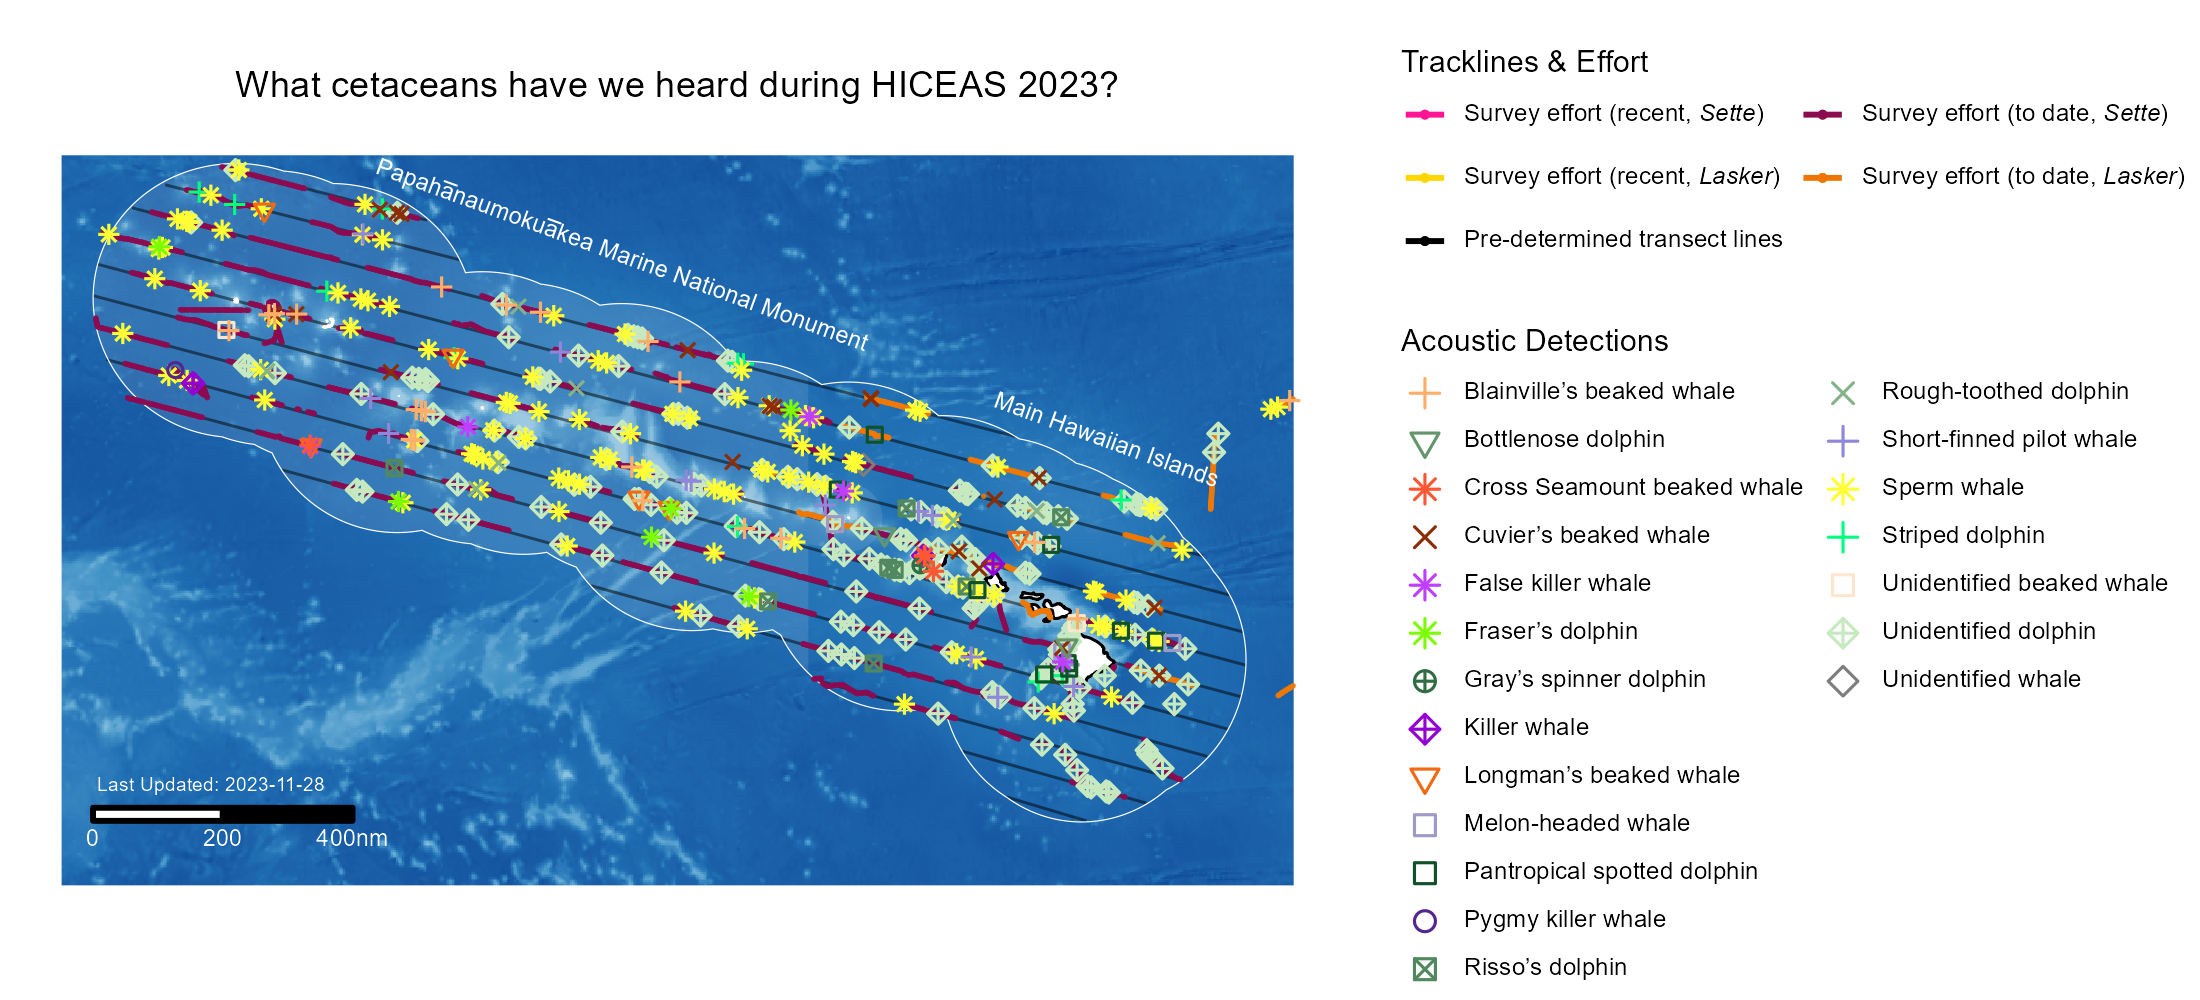 What cetaceans have we heard during HICEAS 2023?
Papahānaumokuākea Marine National Monument
Main Hawaiian Islands
Last Updated: 2023-11-28
0 200 400nm
Tracklines & Effort
Survey effort (recent, Sette) Survey effort (to date, Sette)
Survey effort (recent, Lasker) Survey effort (to date, Lasker)
Pre-determined transect lines
Acoustic Detections
Blainville’s beaked whale
Bottlenose dolphin
Cross Seamount beaked whale
Cuvier’s beaked whale
False killer whale
Fraser’s dolphin
Gray’s spinner dolphin
Killer whale
Longman’s beaked whale
Melon-headed whale
Pantropical spotted dolphin
Pygmy killer whale
Risso’s dolphin
Rough-toothed dolphin
Short-finned pilot whale
Sperm whale
Striped dolphin
Unidentified beaked whale
Unidentified dolphin
Unidentified whale